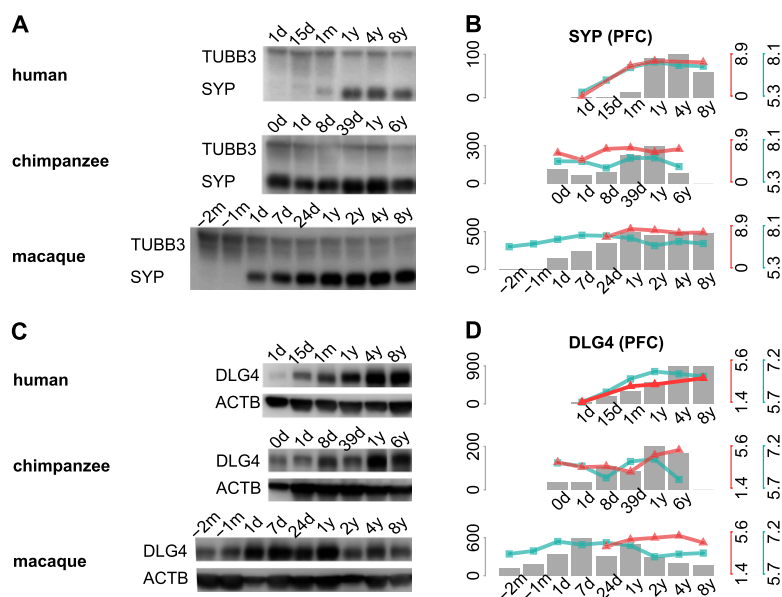 A
1d 15d 1m 1y 4y 8y
TUBB3
human
SYP
0d 1d 8d 39d 1y 6y
TUBB3
chimpanzee
SYP
−2m −1m 1d 7d 24d 1y 2y 4y 8y
TUBB3
macaque
SYP
B
SYP (PFC)
0 100
1d 15d 1m 1y 4y 8y
0 8.9
5.3 8.1
0 300
0d 1d 8d 39d 1y 6y
0 8.9
5.3 8.1
0 500
−2m −1m 1d 7d 24d 1y 2y 4y 8y
0 8.9
5.3 8.1
C
1d 15d 1m 1y 4y 8y
DLG4
human
ACTB
0d 1d 8d 39d 1y 6y
DLG4
chimpanzee
ACTB
−2m −1m 1d 7d 24d 1y 2y 4y 8y
DLG4
macaque
ACTB
D
DLG4 (PFC)
0 900
1d 15d 1m 1y 4y 8y
1.4 5.6
5.7 7.2
0 200
0d 1d 8d 39d 1y 6y
1.4 5.6
5.7 7.2
0 600
−2m −1m 1d 7d 24d 1y 2y 4y 8y
1.4 5.6
5.7 7.2